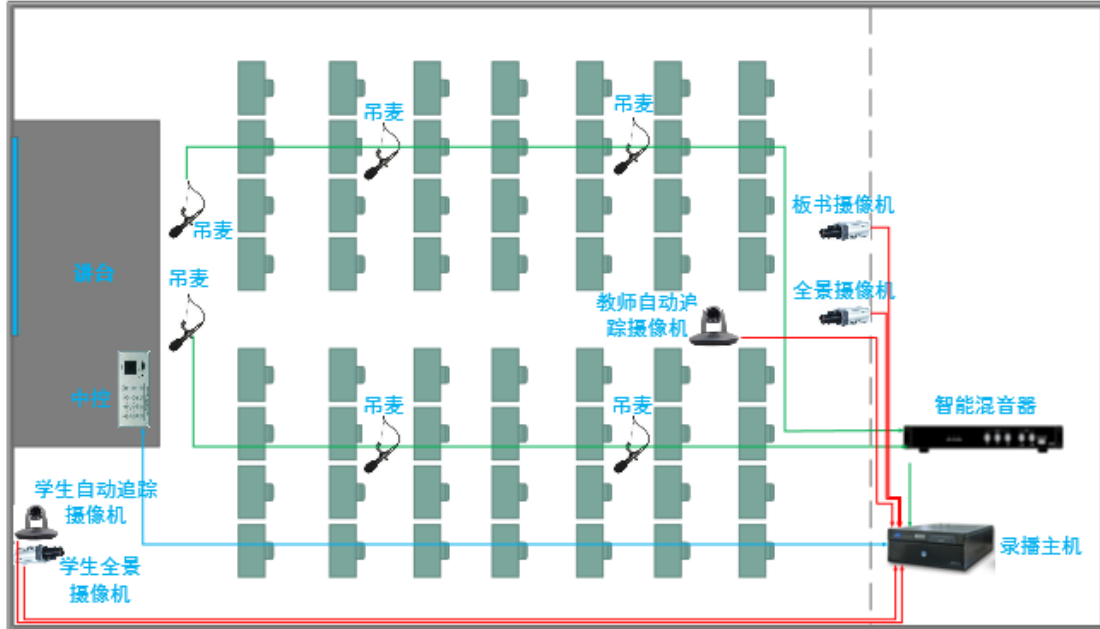 吊麦
吊麦
板书摄像机
吊麦
讲台
吊麦
教师自动追
踪摄像机
全景摄像机
中控
吊麦
吊麦
智能混音器
学生自动追踪
摄像机
录播主机
学生全景
摄像机